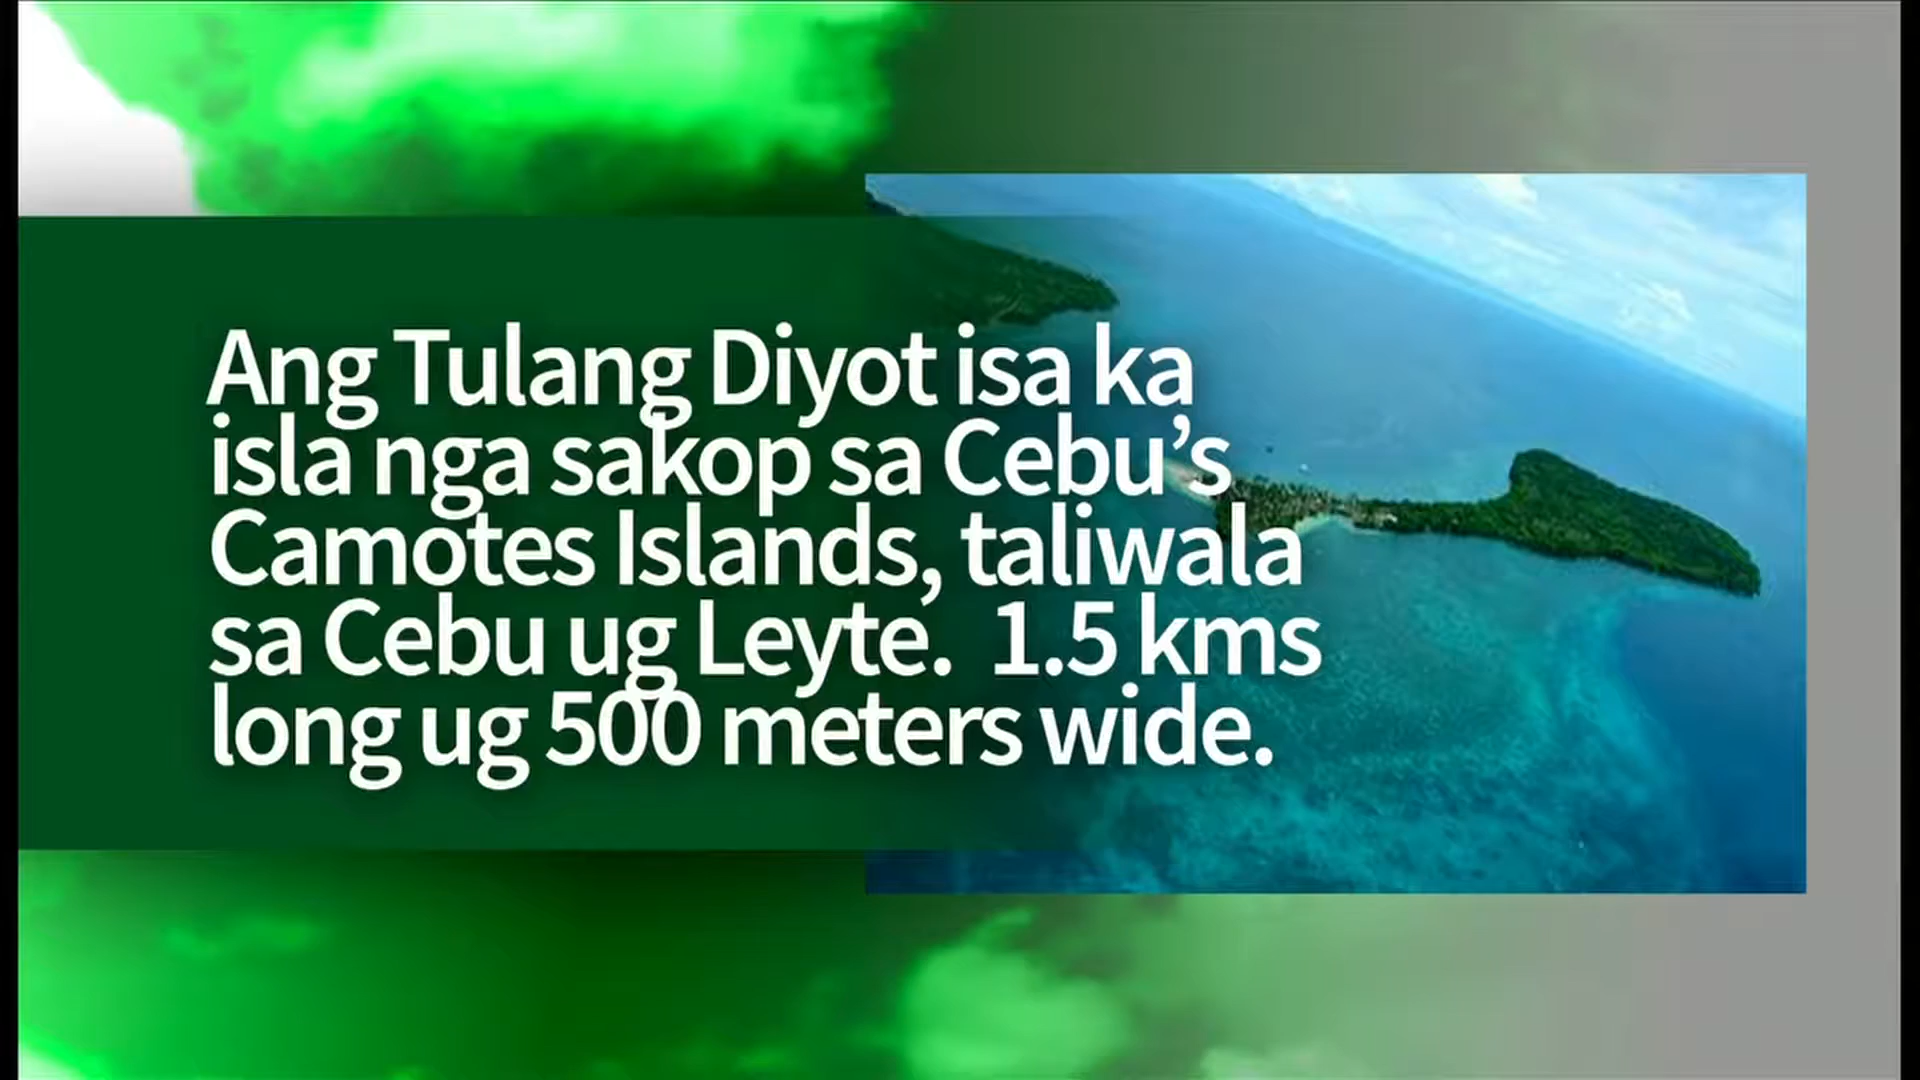 Ang Tulang Diyot isa ka
isla nga sakop sa Cebu’s
Camotes Islands, taliwala
sa Cebu ug Leyte.  1.5 kms
long ug 500 meters wide.